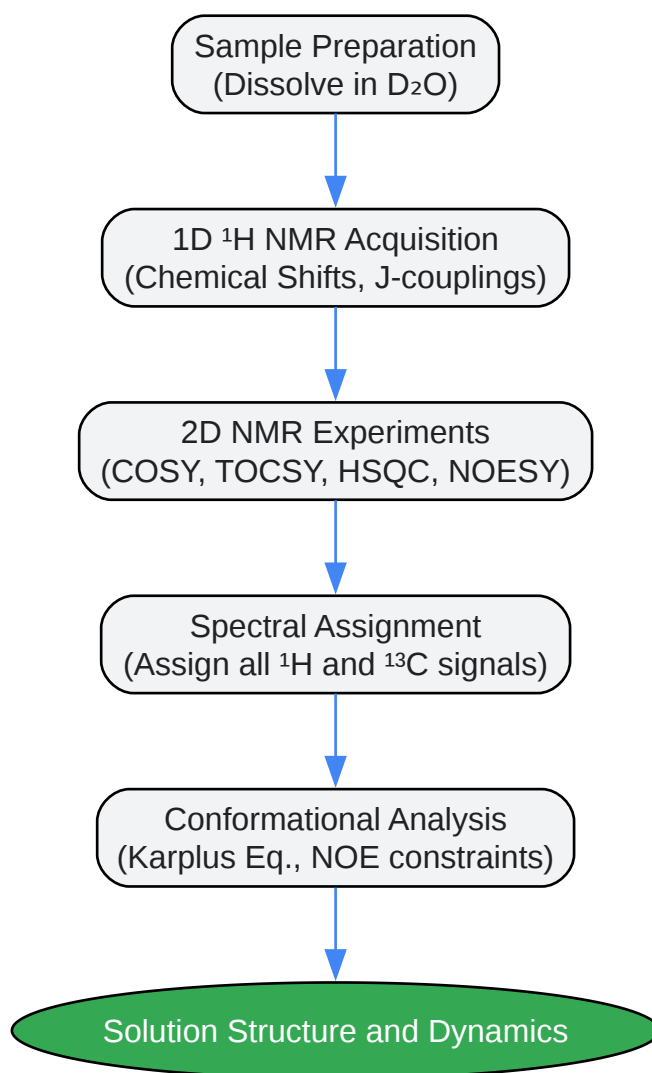 Sample Preparation
(Dissolve in D₂O)
1D ¹H NMR Acquisition
(Chemical Shifts, J-couplings)
2D NMR Experiments
(COSY, TOCSY, HSQC, NOESY)
Spectral Assignment
(Assign all ¹H and ¹³C signals)
Conformational Analysis
(Karplus Eq., NOE constraints)
Solution Structure and Dynamics